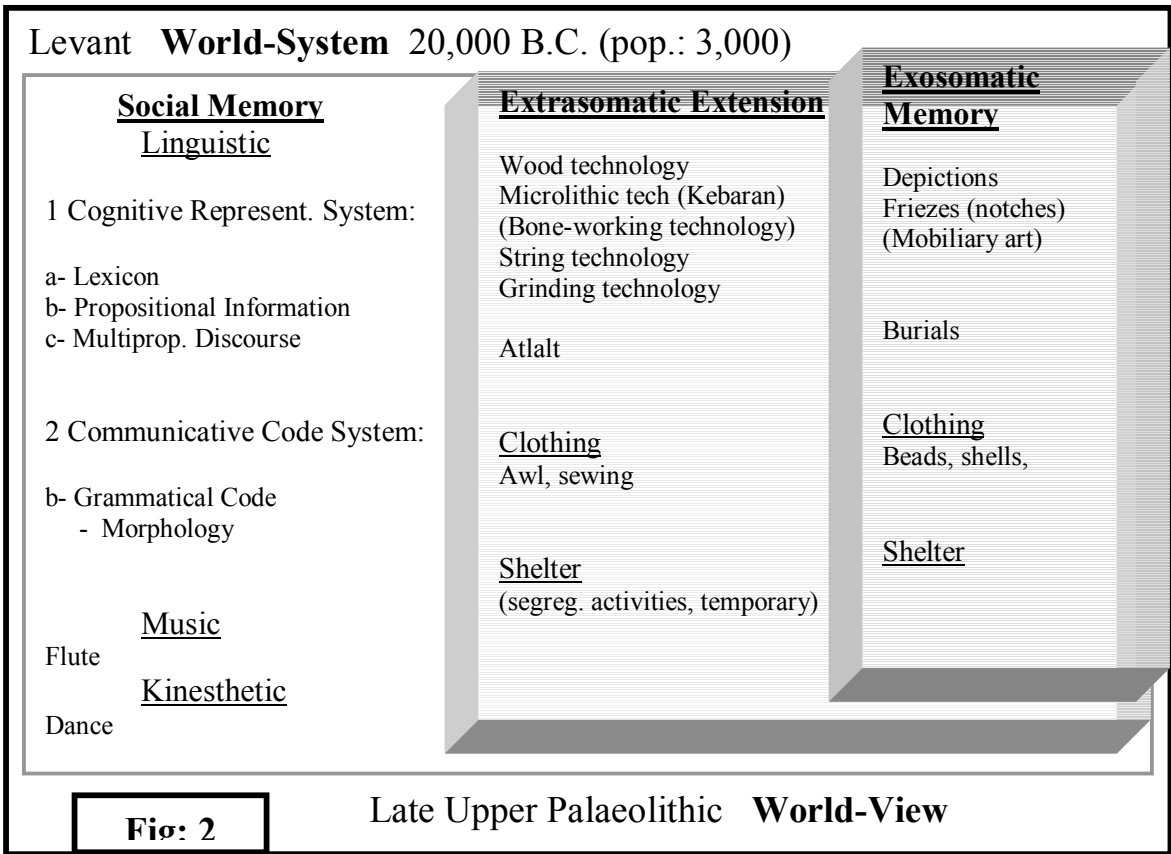 Levant World-System 20,000 B.C. (pop.: 3,000)
Social Memory
Linguistic
1 Cognitive Represent. System:
a- Lexicon
b- Propositional Information
c- Multiprop. Discourse
2 Communicative Code System:
b- Grammatical Code
- Morphology
Music
Flute
Kinesthetic
Dance
Extrasomatic Extension
Wood technology
Microlithic tech (Kebaran)
(Bone-working technology)
String technology
Grinding technology
Atlalt
Clothing
Awl, sewing
Shelter
(segreg. activities, temporary)
Exosomatic
Memory
Depictions
Friezes (notches)
(Mobiliary art)
Burials
Clothing
Beads, shells,
Shelter
Fig: 2
Late Upper Palaeolithic World-View